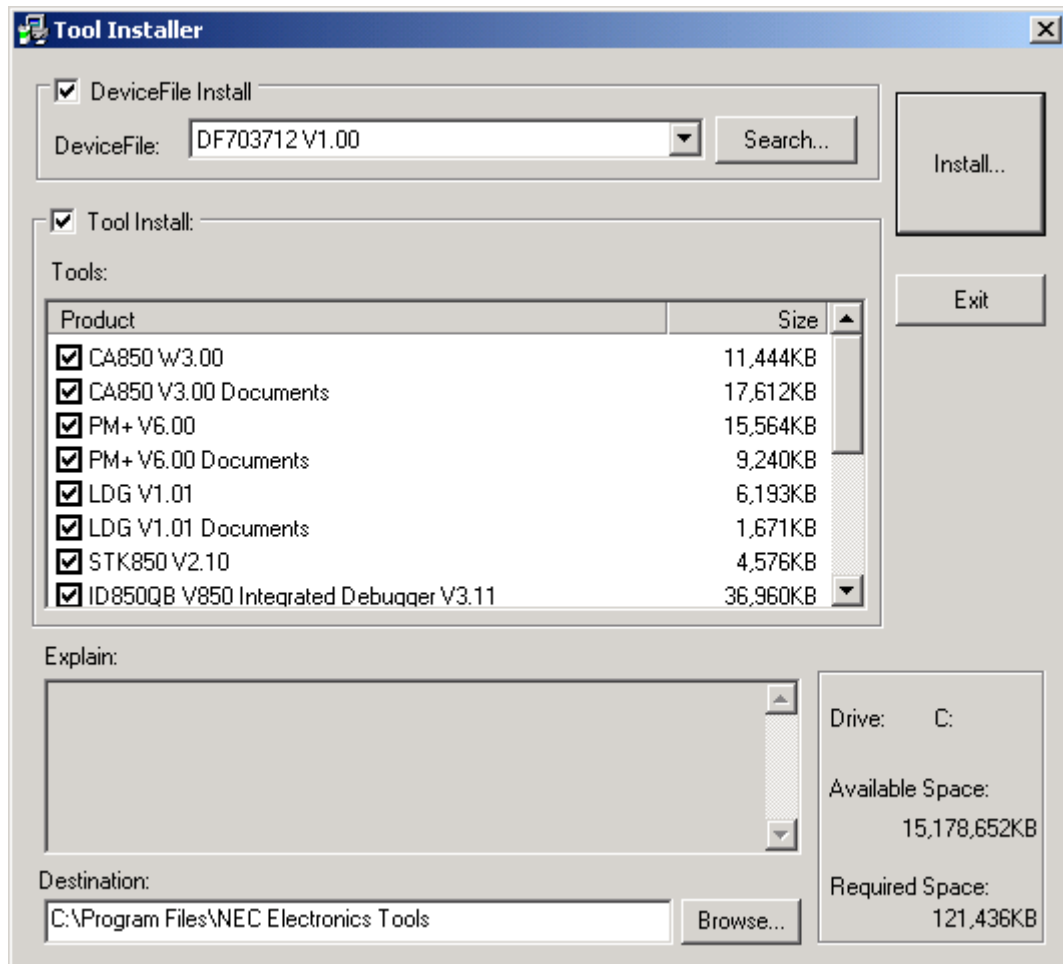 Tool Installer
DeviceFile Install
DeviceFile: DF703712 V1.00 Search...
Install...
Tool Install:
Tools:
Exit
Product Size
CA850 W3.00 11,444KB
CA850 V3.00 Documents 17,612KB
PM+ V6.00 15,564KB
PM+ V6.00 Documents 9,240KB
LDG V1.01 6,193KB
LDG V1.01 Documents 1,671KB
STK850 V2.10 4,576KB
ID850QB V850 Integrated Debugger V3.11 36,960KB
Explain:
Drive: C:
Available Space:
15,178,652KB
Destination:
C:\Program Files\NEC Electronics Tools Browse...
Required Space:
121,436KB